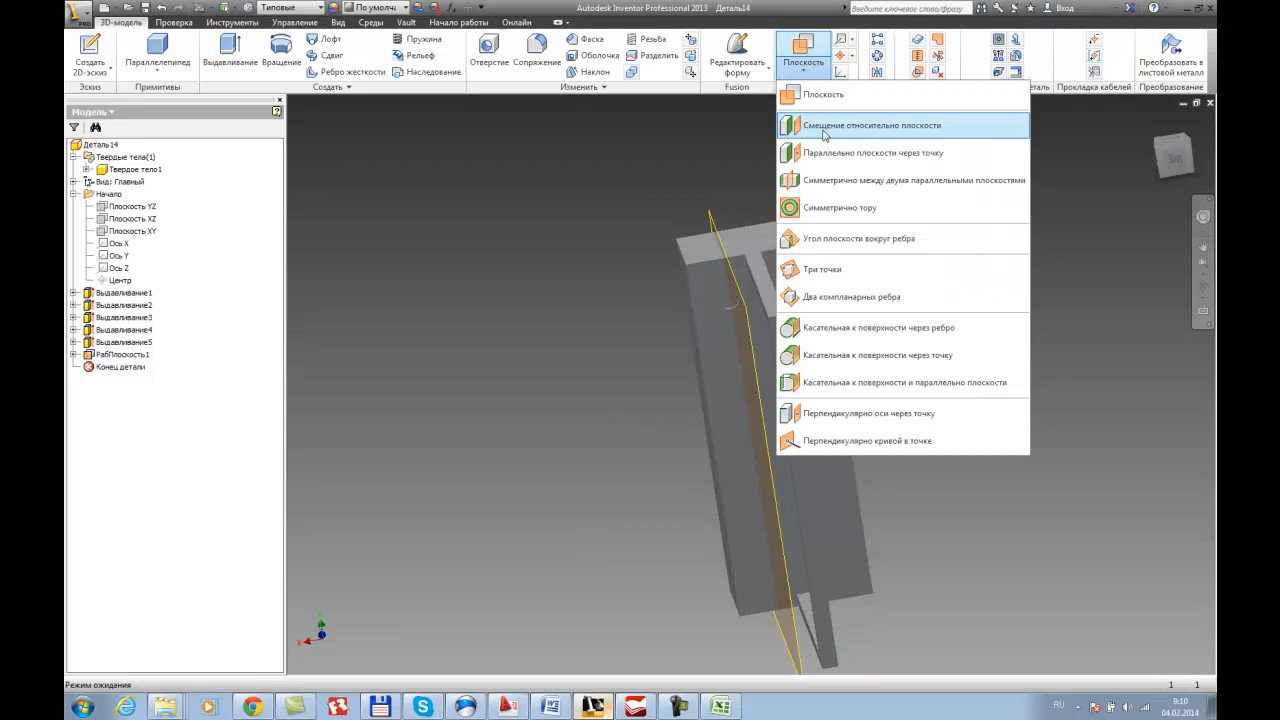 Типовые
По умолч
Autodesk Inventor Professional 2013
Деталь14
Введите ключевое слово/фразу
Вход
PRO
3D-модель
Проверка
Инструменты
Управление
Вид
Среды
Vault
Начало работы
Онлайн
Создать
2D-эскиз
Параллелепипед
Выдавливание
Вращение
Лофт
Сдвиг
Ребро жесткости
Пружина
Рельеф
Наследование
Отверстие
Сопряжение
Фаска
Оболочка
Наклон
Резьба
Разделить
Редактировать
форму
Плоскость
Преобразовать в
листовой металл
Эскиз
Примитивы
Создать
Изменить
Fusion
Прокладка кабелей
Преобразование
Модель
Деталь14
Твердые тела(1)
Твердое тело1
Вид: Главный
Начало
Плоскость YZ
Плоскость XZ
Плоскость XY
Ось X
Ось Y
Ось Z
Центр
Выдавливание1
Выдавливание2
Выдавливание3
Выдавливание4
Выдавливание5
РабПлоскость1
Конец детали
Плоскость
Смещение относительно плоскости
Параллельно плоскости через точку
Симметрично между двумя параллельными плоскостями
Симметрично тору
Угол плоскости вокруг ребра
Три точки
Два компланарных ребра
Касательная к поверхности через ребро
Касательная к поверхности через точку
Касательная к поверхности и параллельно плоскости
Перпендикулярно оси через точку
Перпендикулярно кривой в точке
X
Режим ожидания
1
1
RU
9:10
04.02.2014